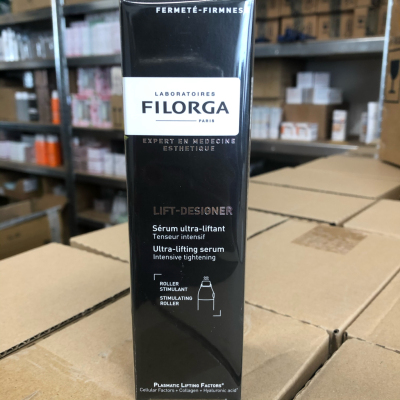 FERMETÉ-FIRMNES
LABORATOIRES
FILORGA
PARIS
EXPERT EN MEDECINE
ESTHETIQUE
LIFT-DESIGNER
Sérum ultra-liftant
Tenseur intensif
Ultra-lifting serum
Intensive tightening
ROLLER
STIMULANT
STIMULATING
ROLLER
PLASMATIC LIFTING FACTORS*
Cellular Factors • Collagen • Hyaluronic acid*